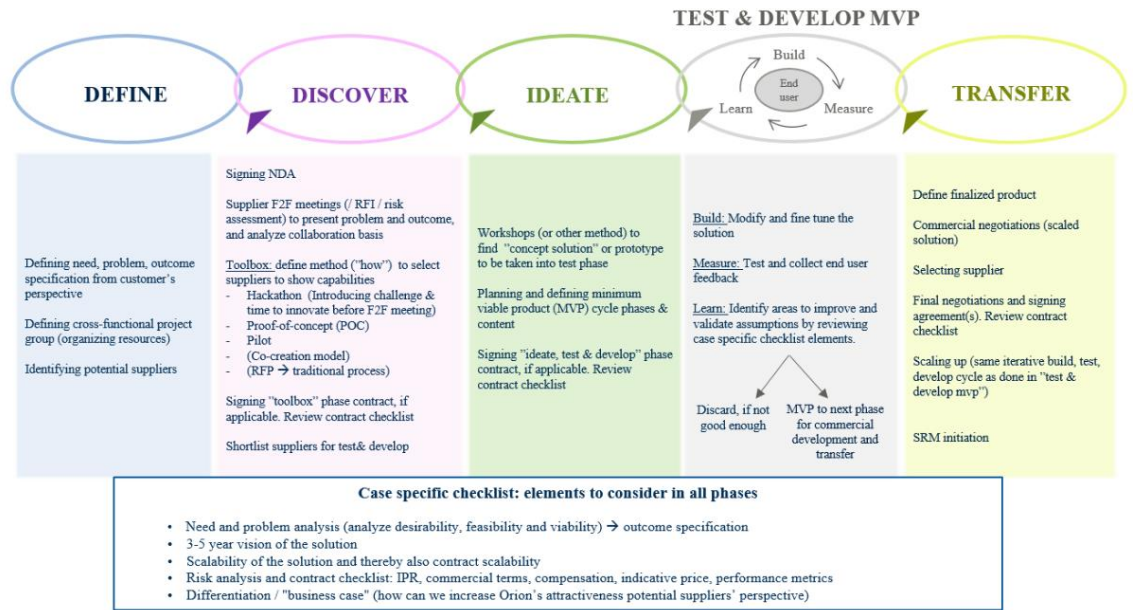 TEST & DEVELOP MVP
DEFINE
DISCOVER
IDEATE
Build
End
user
Learn
Measure
TRANSFER
Defining need, problem, outcome
specification from customer's
perspective
Defining cross-functional project
group (organizing resources)
Identifying potential suppliers
Signing NDA
Supplier F2F meetings (/ RFI / risk
assessment) to present problem and outcome,
and analyze collaboration basis
Toolbox: define method ("how") to select
suppliers to show capabilities
- Hackathon (Introducing challenge &
time to innovate before F2F meeting)
- Proof-of-concept (POC)
- Pilot
- (Co-creation model)
- (RFP → traditional process)
Signing "toolbox" phase contract, if
applicable. Review contract checklist
Shortlist suppliers for test& develop
Workshops (or other method) to
find "concept solution" or prototype
to be taken into test phase
Planning and defining minimum
viable product (MVP) cycle phases &
content
Signing "ideate, test & develop" phase
contract, if applicable. Review
contract checklist
Build: Modify and fine tune the
solution
Measure: Test and collect end user
feedback
Learn: Identify areas to improve and
validate assumptions by reviewing
case specific checklist elements.
Discard, if not
good enough
MVP to next phase
for commercial
development and
transfer
Define finalized product
Commercial negotiations (scaled
solution)
Selecting supplier
Final negotiations and signing
agreement(s). Review contract
checklist
Scaling up (same iterative build, test,
develop cycle as done in "test &
develop mvp")
SRM initiation
Case specific checklist: elements to consider in all phases
• Need and problem analysis (analyze desirability, feasibility and viability) → outcome specification
• 3-5 year vision of the solution
• Scalability of the solution and thereby also contract scalability
• Risk analysis and contract checklist: IPR, commercial terms, compensation, indicative price, performance metrics
• Differentiation / "business case" (how can we increase Orion's attractiveness potential suppliers' perspective)